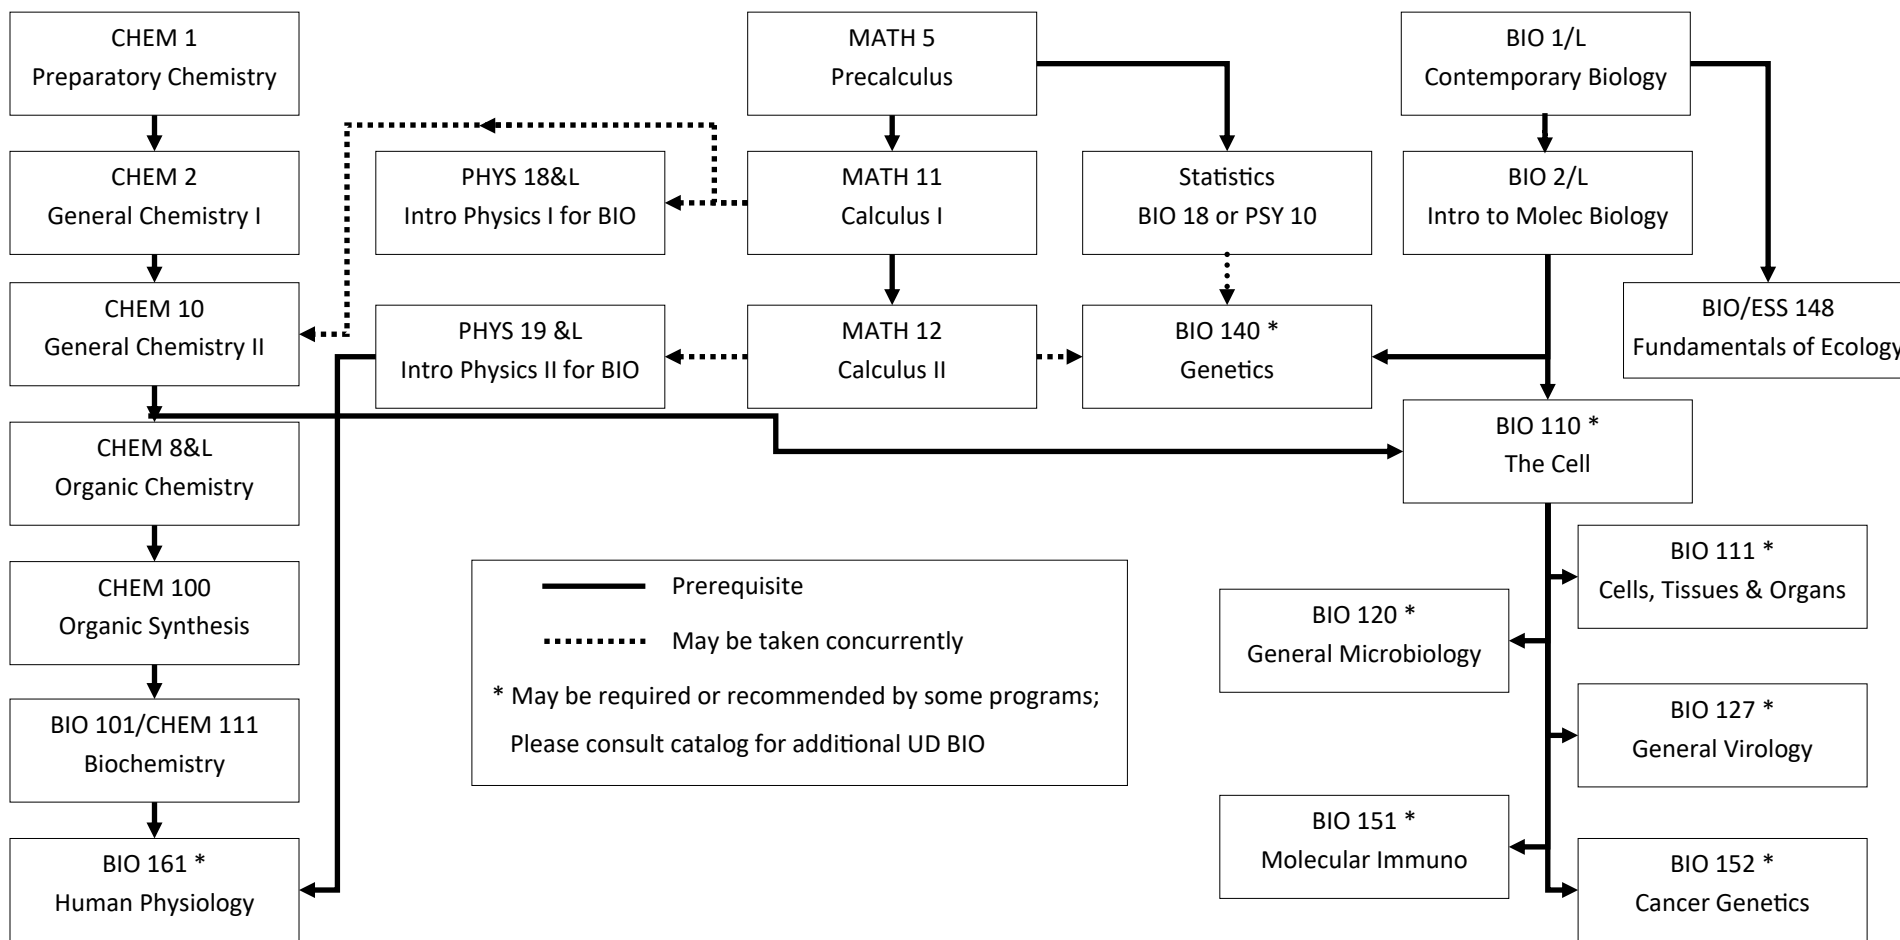 CHEM 1
Preparatory Chemistry
MATH 5
Precalculus
BIO 1/L
Contemporary Biology
CHEM 2
General Chemistry I
PHYS 18&L
Intro Physics I for BIO
MATH 11
Calculus I
Statistics
BIO 18 or PSY 10
BIO 2/L
Intro to Molec Biology
CHEM 10
General Chemistry II
PHYS 19 &L
Intro Physics II for BIO
MATH 12
Calculus II
BIO 140 *
Genetics
BIO/ESS 148
Fundamentals of Ecology
CHEM 8&L
Organic Chemistry
BIO 110 *
The Cell
CHEM 100
Organic Synthesis
Prerequisite
May be taken concurrently
* May be required or recommended by some programs;
Please consult catalog for additional UD BIO
BIO 111 *
Cells, Tissues & Organs
BIO 120 *
General Microbiology
BIO 101/CHEM 111
Biochemistry
BIO 127 *
General Virology
BIO 151 *
Molecular Immuno
BIO 161 *
Human Physiology
BIO 152 *
Cancer Genetics